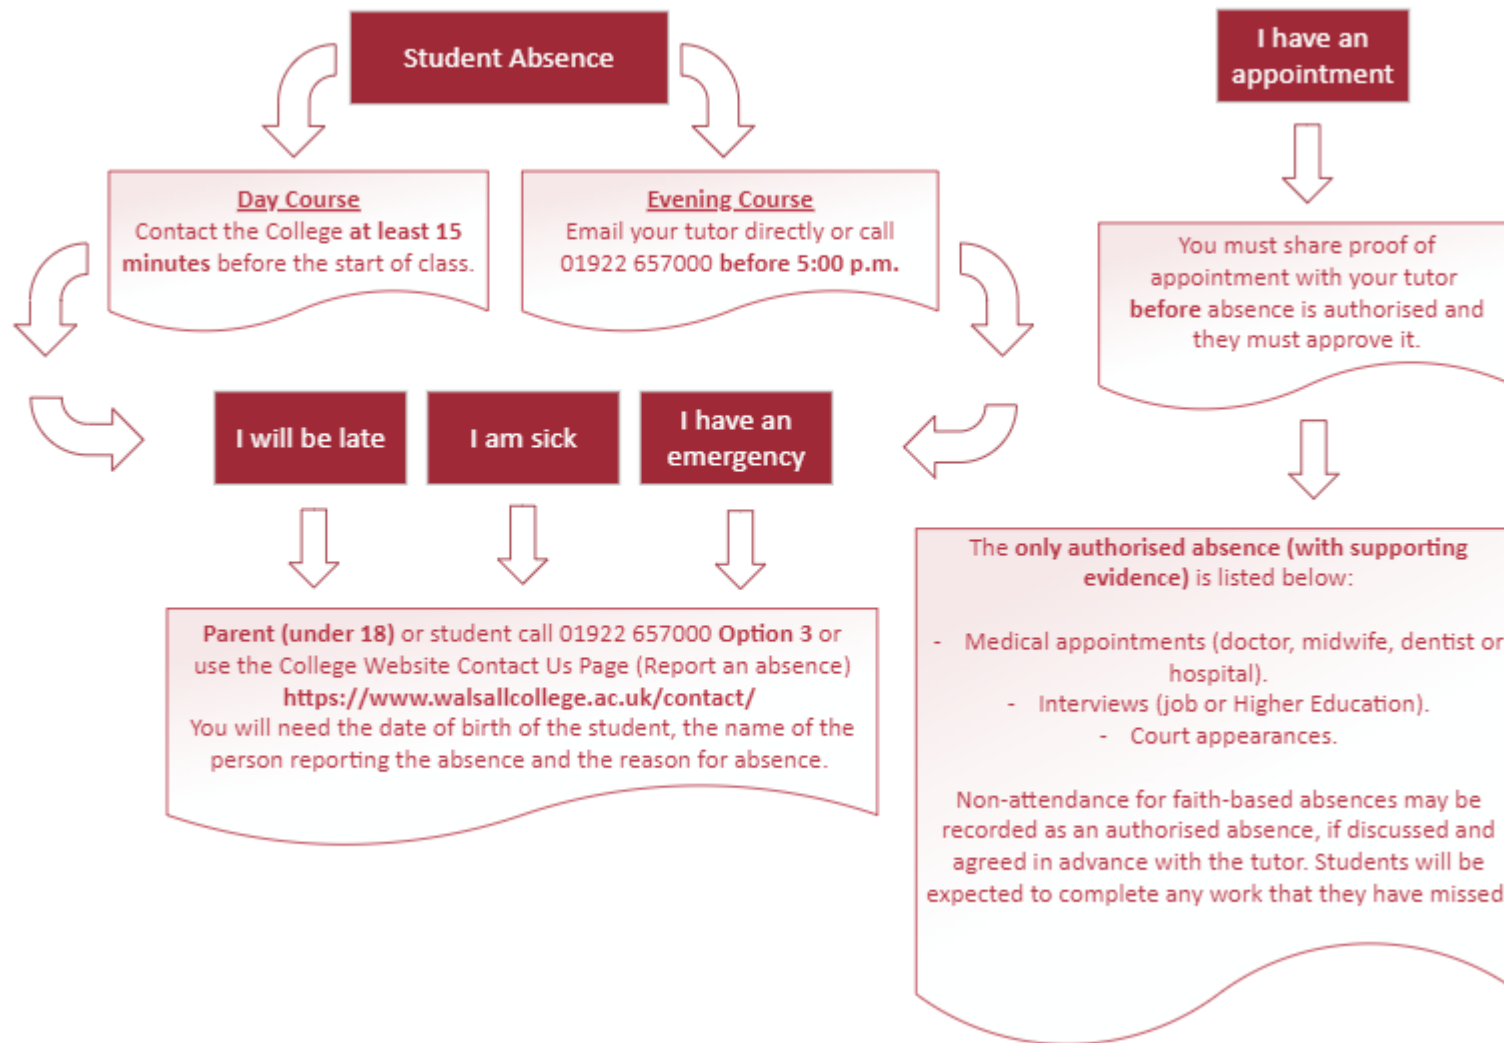 Student Absence
Day Course
Contact the College at least 15
minutes before the start of class.
Evening Course
Email your tutor directly or call
01922 657000 before 5:00 p.m.
I will be late
I am sick
I have an
emergency
Parent (under 18) or student call 01922 657000 Option 3 or
use the College Website Contact Us Page (Report an absence)
https://www.walsallcollege.ac.uk/contact/
You will need the date of birth of the student, the name of the
person reporting the absence and the reason for absence.
I have an
appointment
You must share proof of
appointment with your tutor
before absence is authorised and
they must approve it.
The only authorised absence (with supporting
evidence) is listed below:
- Medical appointments (doctor, midwife, dentist or
hospital).
- Interviews (job or Higher Education).
- Court appearances.
Non-attendance for faith-based absences may be
recorded as an authorised absence, if discussed and
agreed in advance with the tutor. Students will be
expected to complete any work that they have missed